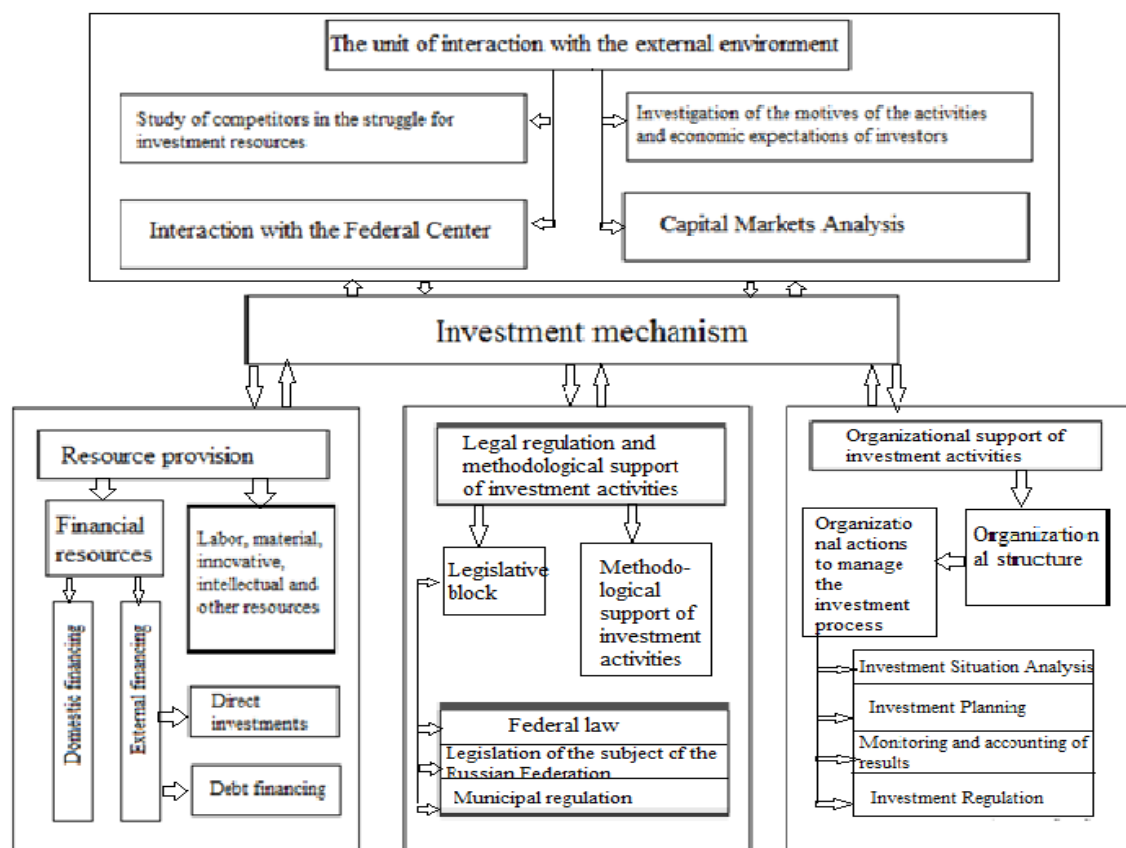 The unit of interaction with the external environment
Study of competitors in the struggle for
investment resources
Investigation of the motives of the activities
and economic expectations of investors
Interaction with the Federal Center
Capital Markets Analysis
Investment mechanism
Resource provision
Financial
resources
Labor, material,
innovative,
intellectual and
other resources
Domestic financing
External financing
Direct
investments
Debt financing
Legal regulation and
methodological support
of investment activities
Legislative
block
Methodo-
logical
support of
investment
activities
Federal law
Legislation of the subject of the
Russian Federation
Municipal regulation
Organizational support of
investment activities
Organizatio
nal actions
to manage
the
investment
process
Organization
al structure
Investment Situation Analysis
Investment Planning
Monitoring and accounting of
results
Investment Regulation